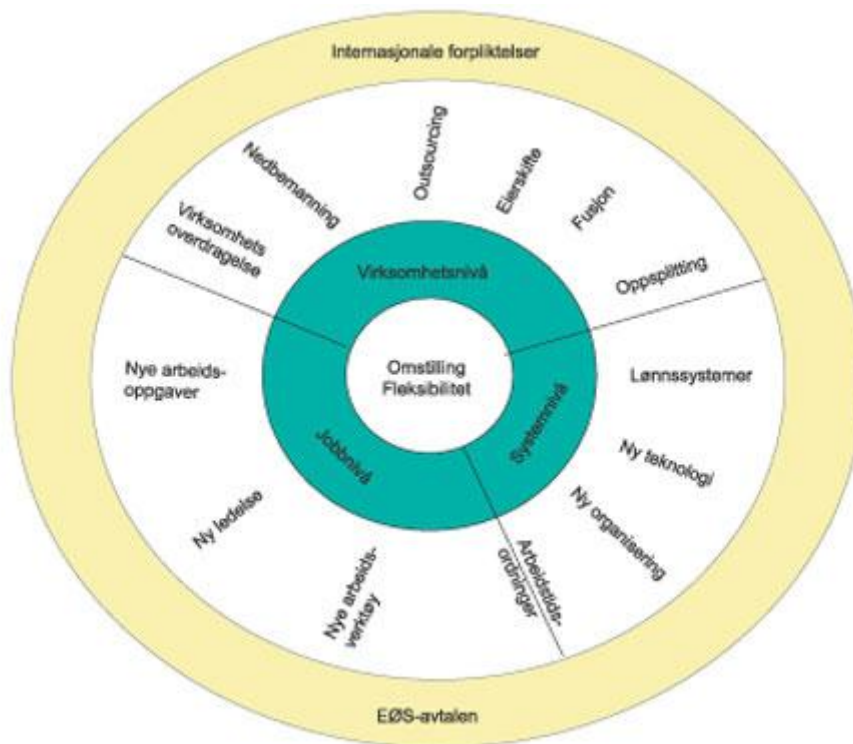 Internasjonale forpliktelser
Outsourcing
Nedbemanning
Eierskifte
Fusjon
Virksomhets
overdragelse
Virksomhetsnivå
Oppsplitting
Omstilling
Fleksibilitet
Nye arbeids-
oppgaver
Lønnssystemer
Jobbnivå
Systemnivå
Ny teknologi
Ny ledelse
Ny organisering
Nye arbeids-
verktøy
Arbeidstids-
ordninger
EØS-avtalen